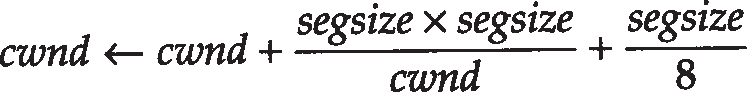 cwnd ← cwnd + segsize × segsize / cwnd + segsize / 8